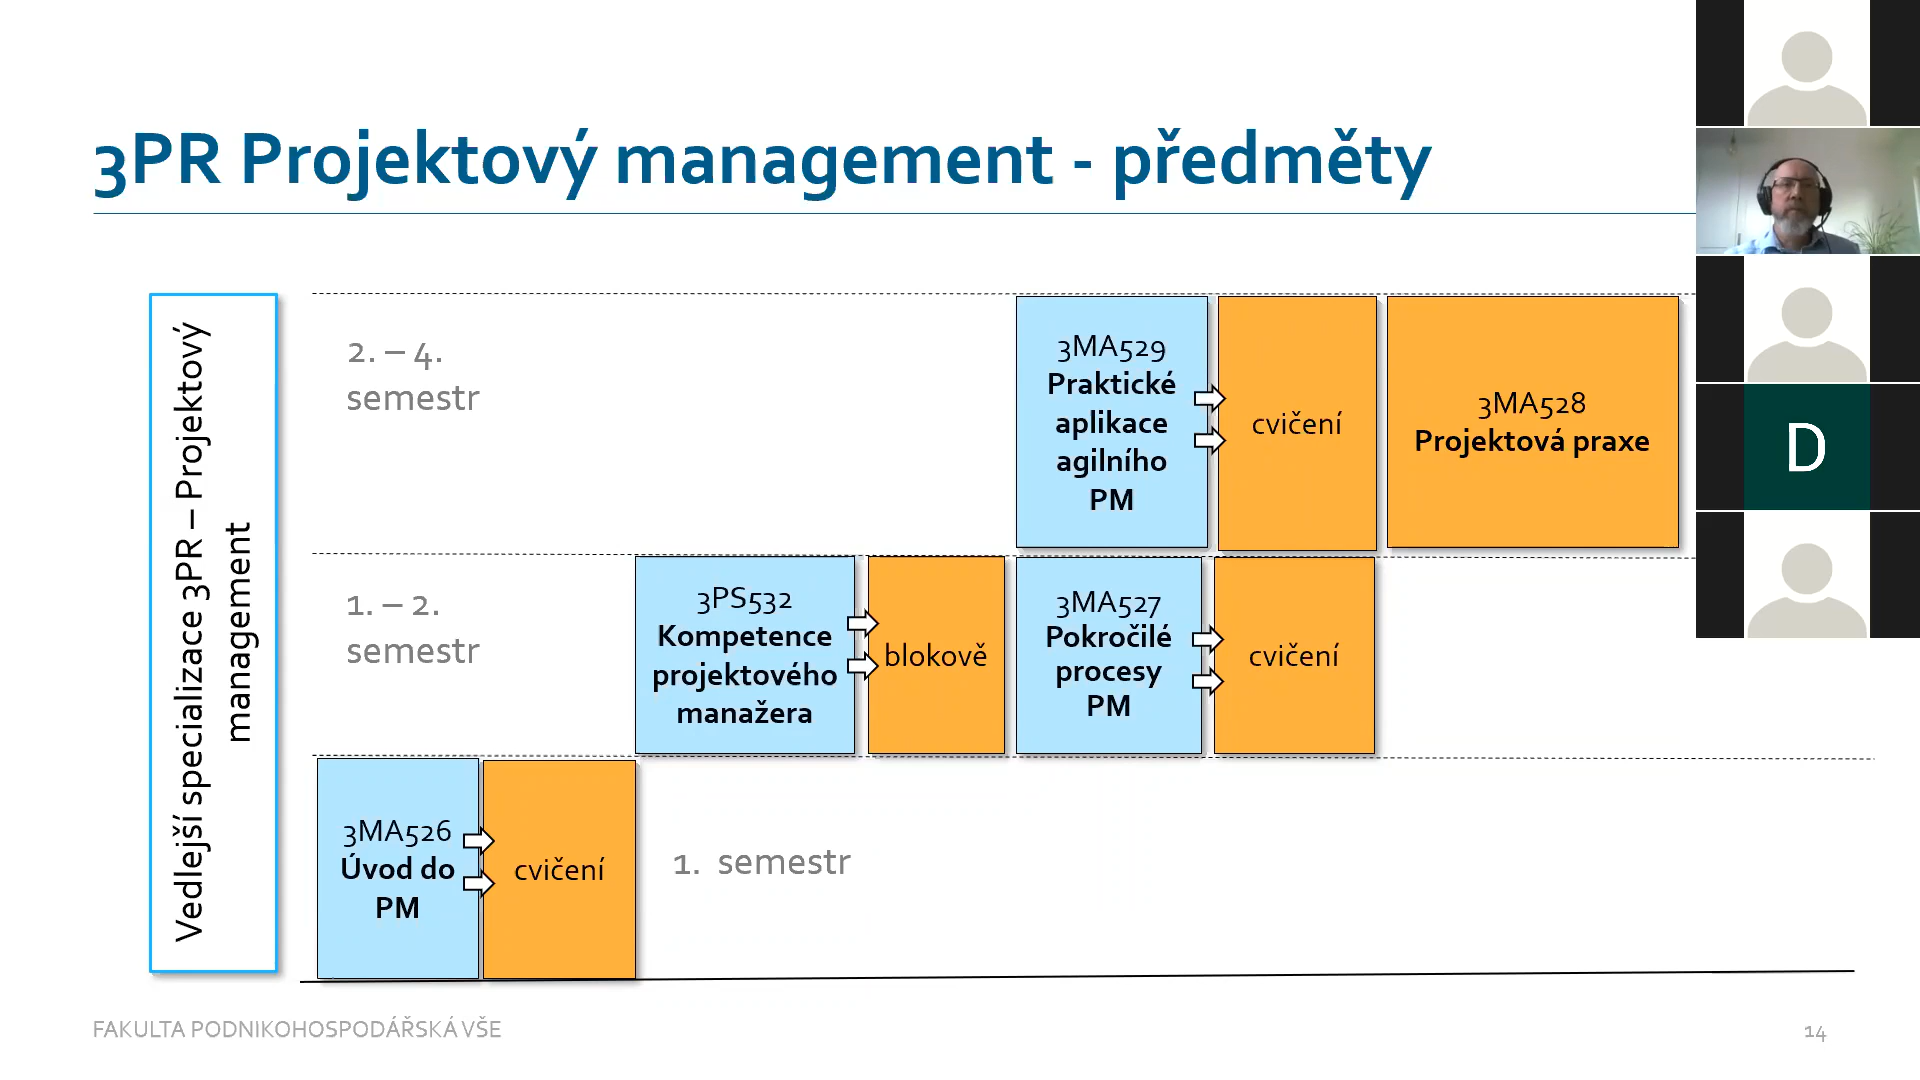 3PR Projektový management - předměty
Vedlejší specializace 3PR – Projektový
management
2. – 4.
semestr
3MA529
Praktické
aplikace
agilního
PM
cvičení
3MA528
Projektová praxe
D
1. – 2.
semestr
3PS532
Kompetence
projektového
manažera
blokově
3MA527
Pokročilé
procesy
PM
cvičení
3MA526
Úvod do
PM
cvičení
1. semestr
FAKULTA PODNIKOHOSPODÁŘSKÁ VŠE
14